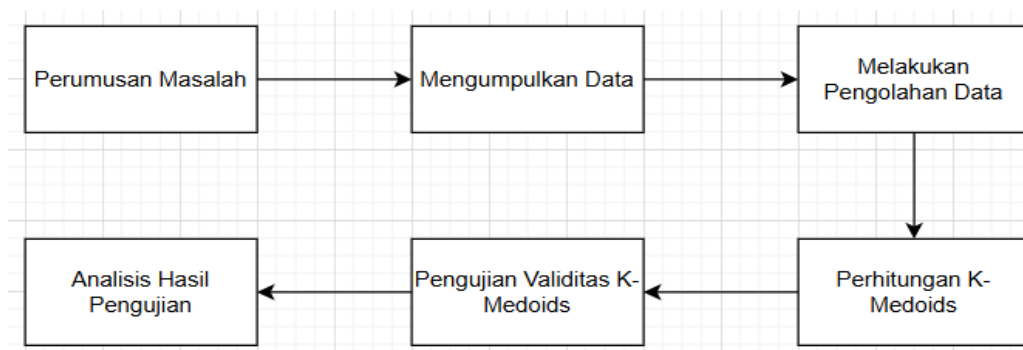 Perumusan Masalah
Mengumpulkan Data
Melakukan
Pengolahan Data
Perhitungan K-
Medoids
Pengujian Validitas K-
Medoids
Analisis Hasil
Pengujian